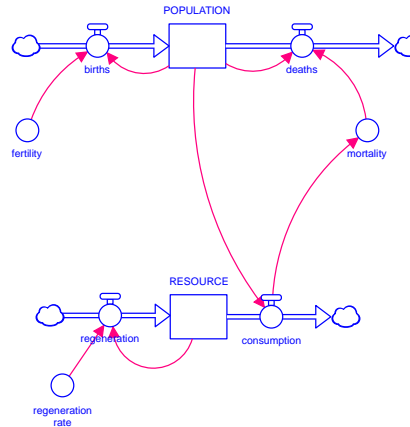 POPULATION
births
deaths
fertility
mortality
RESOURCE
regeneration
consumption
regeneration
rate